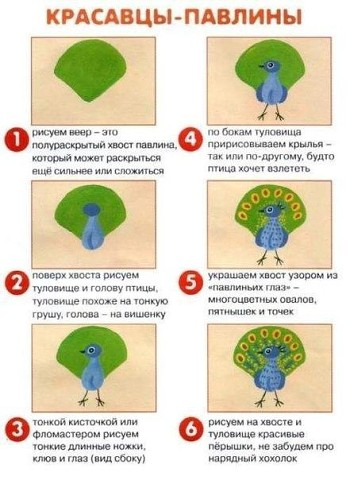 КРАСАВЦЫ-ПАВЛИНЫ
1
рисуем веер – это
полураскрытый хвост павлина,
который может раскрыться
ещё сильнее или сложиться
2
поверх хвоста рисуем
туловище и голову птицы,
туловище похоже на тонкую
грушу, голова – на вишенку
3
тонкой кисточкой или
фломастером рисуем
тонкие длинные ножки,
клюв и глаз (вид сбоку)
4
по бокам туловища
пририсовываем крылья –
так или по-другому, будто
птица хочет взлететь
5
украшаем хвост узором из
«павлиньих глаз» –
многоцветных овалов,
пятнышек и точек
6
рисуем на хвосте и
туловище красивые
пёрышки, не забудем про
нарядный хохолок